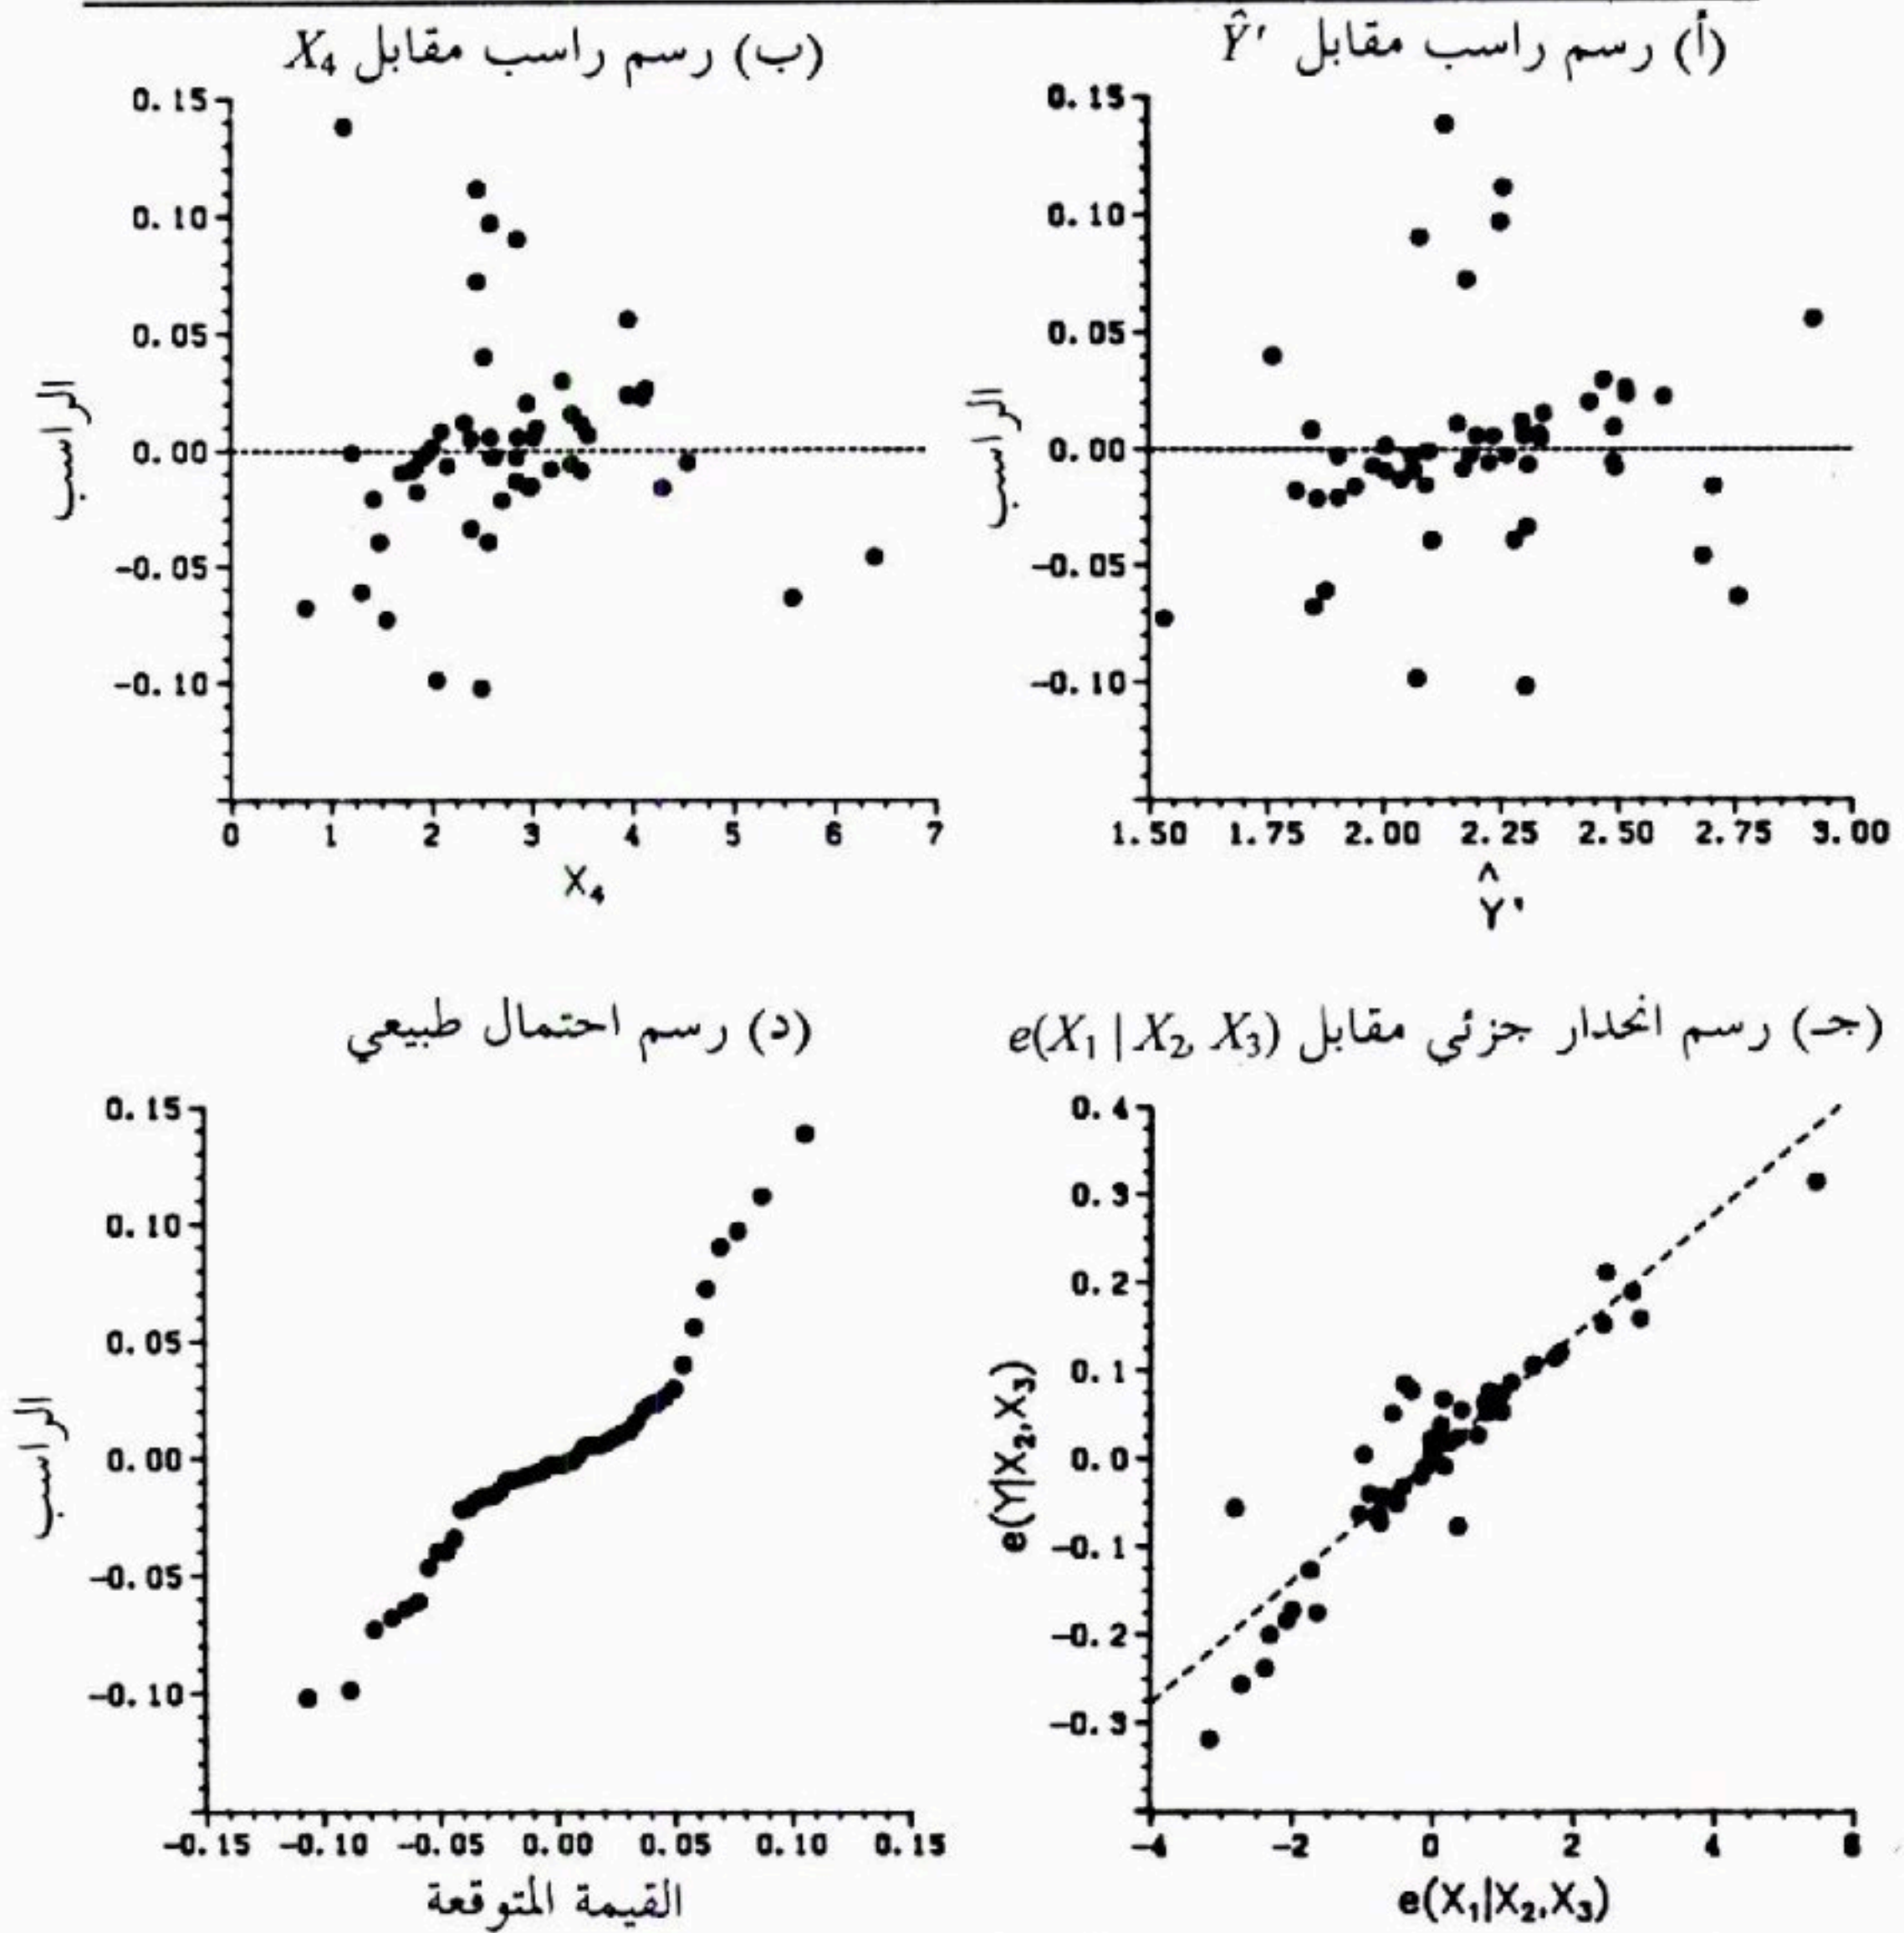 (أ) رسم راسب مقابل Ŷ'
0.15
0.10
0.05
0.00
-0.05
-0.10
الراسب
1.50 1.75 2.00 2.25 2.50 2.75 3.00
Ŷ'
(ب) رسم راسب مقابل X₄
0.15
0.10
0.05
0.00
-0.05
-0.10
الراسب
0 1 2 3 4 5 6 7
X₄
(جـ) رسم انحدار جزئي مقابل e(X₁ | X₂, X₃)
0.4
0.3
0.2
0.1
0.0
-0.1
-0.2
-0.3
e(Y|X₂,X₃)
-4 -2 0 2 4 6
e(X₁|X₂,X₃)
(د) رسم احتمال طبيعي
0.15
0.10
0.05
0.00
-0.05
-0.10
الراسب
-0.15 -0.10 -0.05 0.00 0.05 0.10 0.15
القيمة المتوقعة